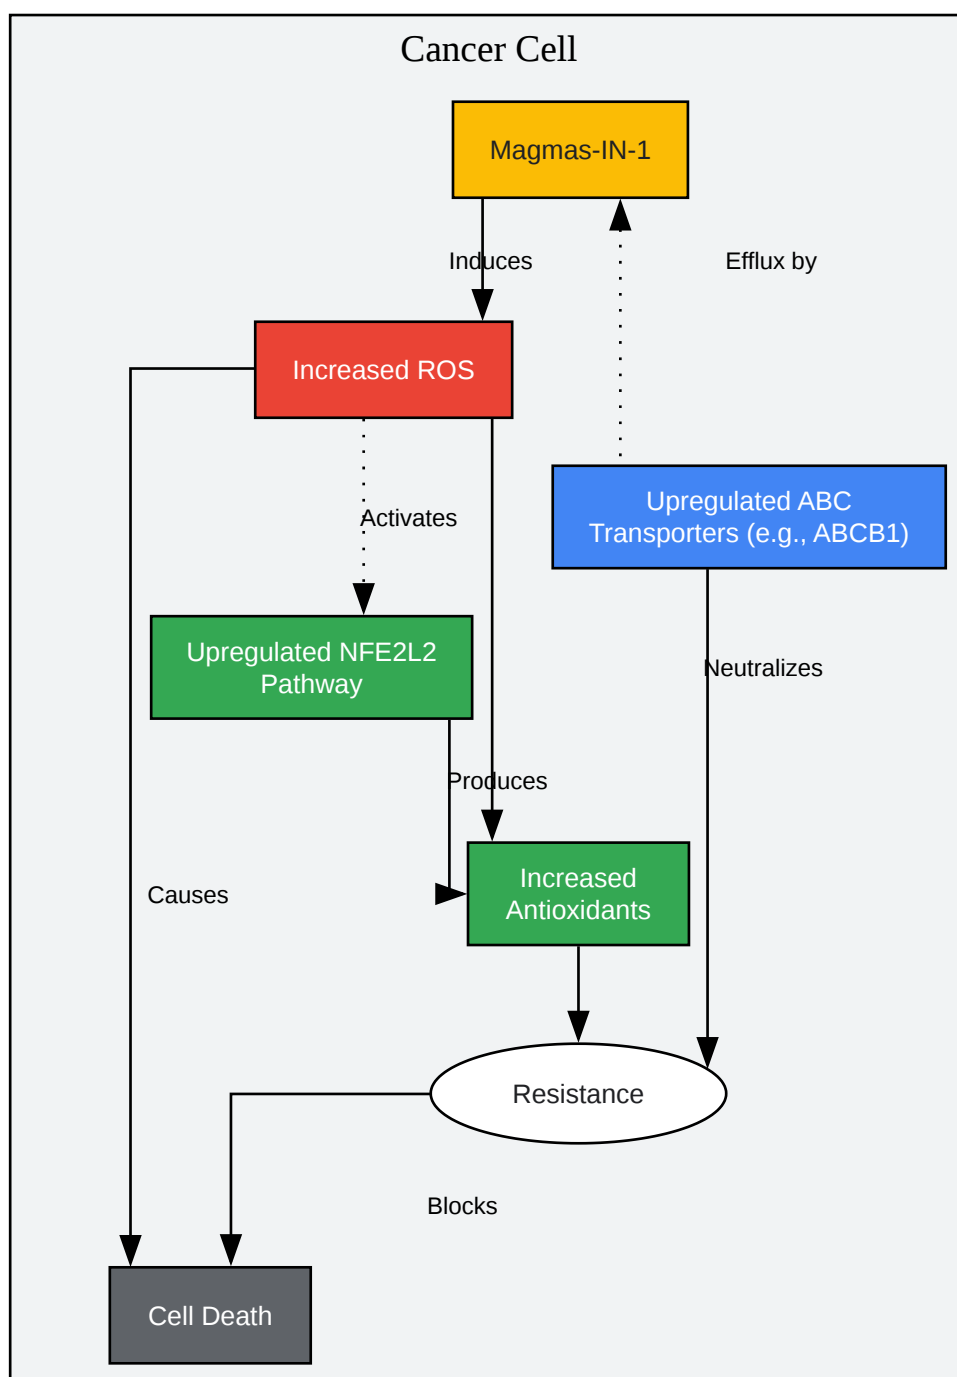 Cancer Cell
Magmas-IN-1
Induces
Efflux by
Increased ROS
Upregulated ABC
Transporters (e.g., ABCB1)
Activates
Upregulated NFE2L2
Pathway
Neutralizes
Produces
Increased
Antioxidants
Causes
Resistance
Blocks
Cell Death